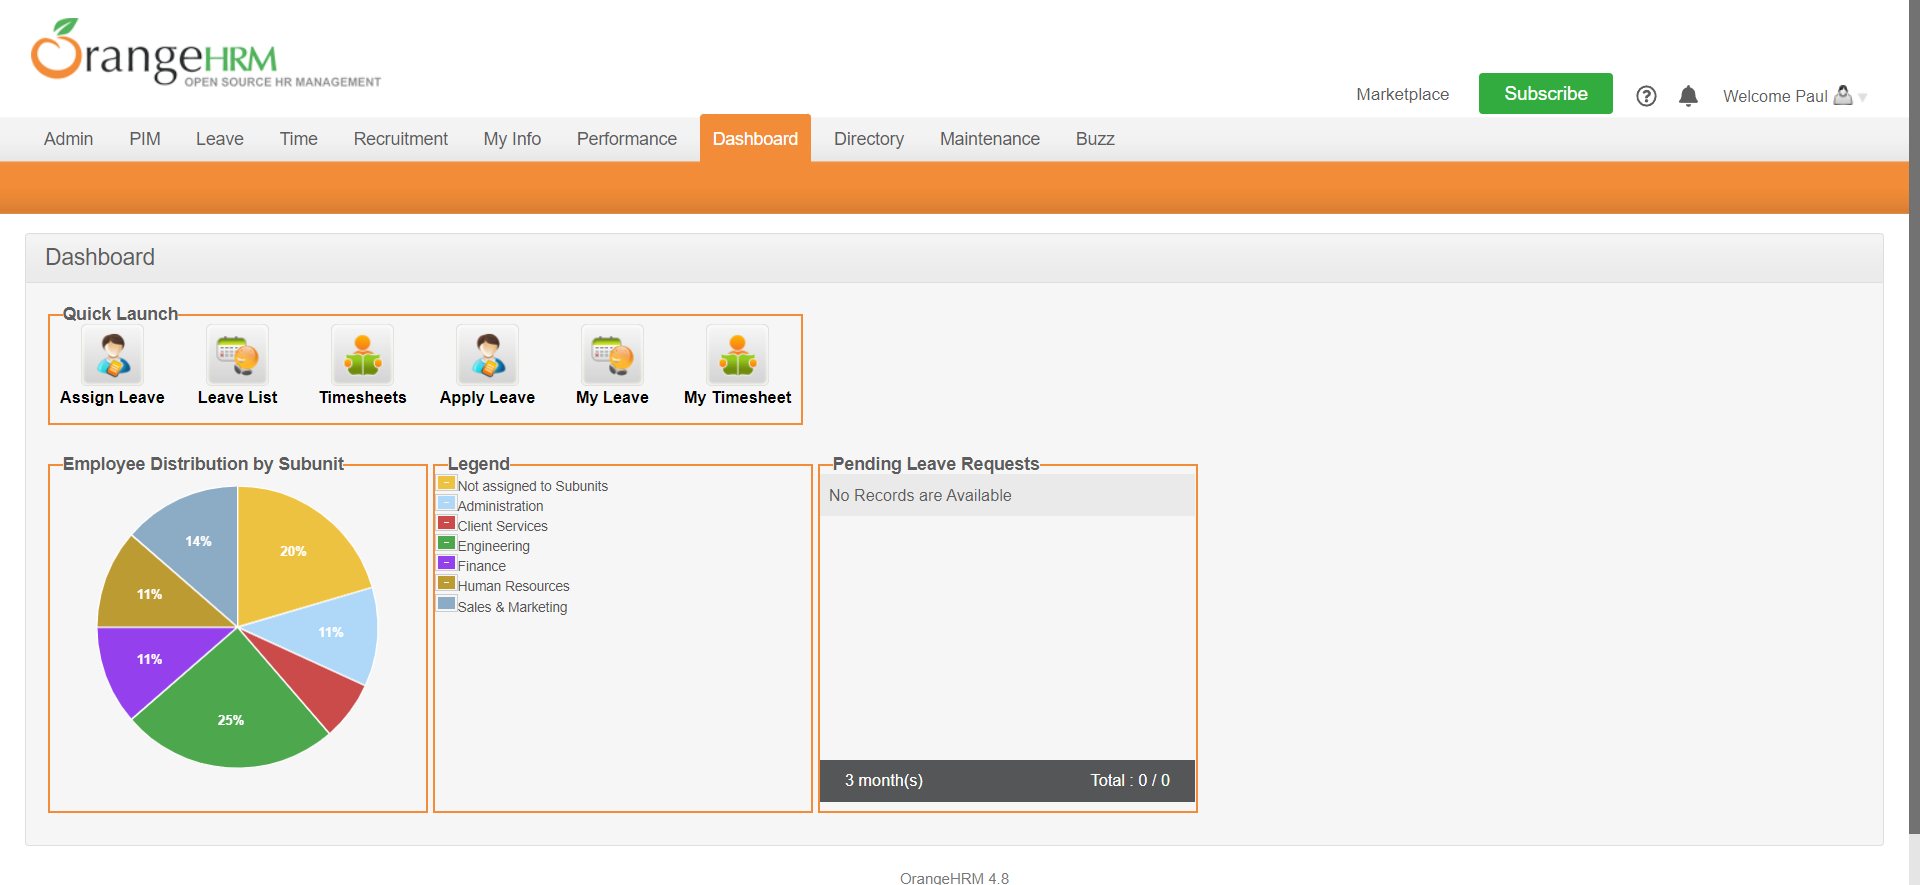 OrangeHRM
OPEN SOURCE HR MANAGEMENT
Marketplace
Subscribe
Welcome Paul
Admin PIM Leave Time Recruitment My Info Performance Dashboard Directory Maintenance Buzz
Dashboard
Quick Launch
Assign Leave Leave List Timesheets Apply Leave My Leave My Timesheet
Employee Distribution by Subunit
20%
11%
25%
11%
11%
14%
Legend
Not assigned to Subunits
Administration
Client Services
Engineering
Finance
Human Resources
Sales & Marketing
Pending Leave Requests
No Records are Available
3 month(s) Total : 0 / 0
OrangeHRM 4.8